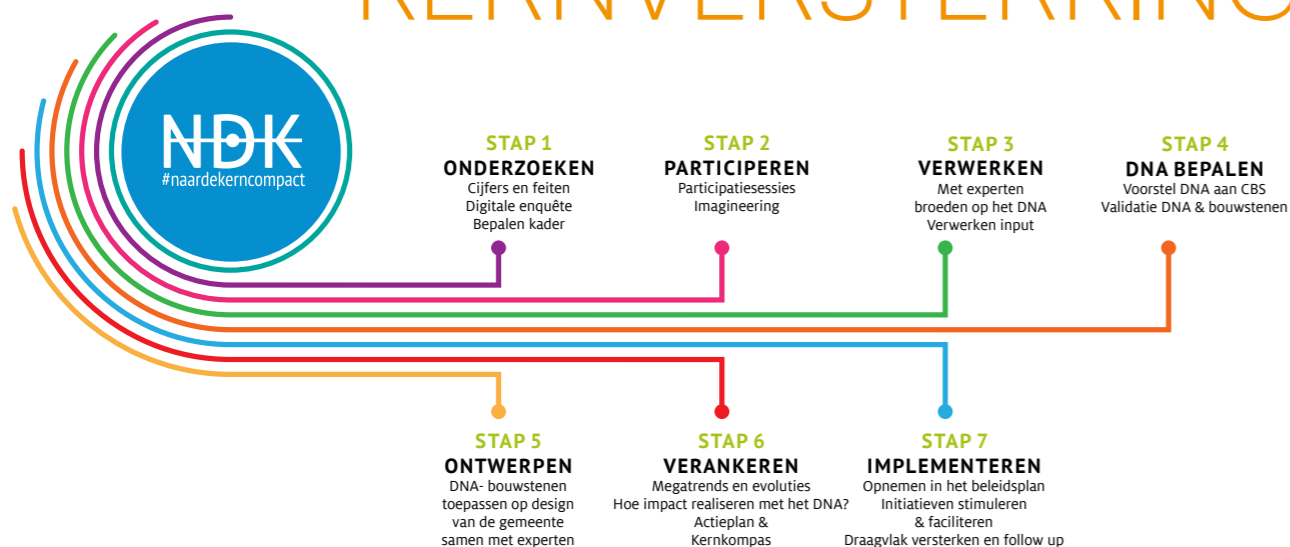 KERNVERSTERKING
NDK
#naardekerncompact
STAP 1
ONDERZOEKEN
Cijfers en feiten
Digitale enquête
Bepalen kader
STAP 2
PARTICIPEREN
Participatiesessies
Imagineering
STAP 3
VERWERKEN
Met experten
broeden op het DNA
Verwerken input
STAP 4
DNA BEPALEN
Voorstel DNA aan CBS
Validatie DNA & bouwstenen
STAP 5
ONTWERPEN
DNA- bouwstenen
toepassen op design
van de gemeente
samen met experten
STAP 6
VERANKEREN
Megatrends en evoluties
Hoe impact realiseren met het DNA?
Actieplan &
Kernkompas
STAP 7
IMPLEMENTEREN
Opnemen in het beleidsplan
Initiatieven stimuleren
& faciliteren
Draagvlak versterken en follow up